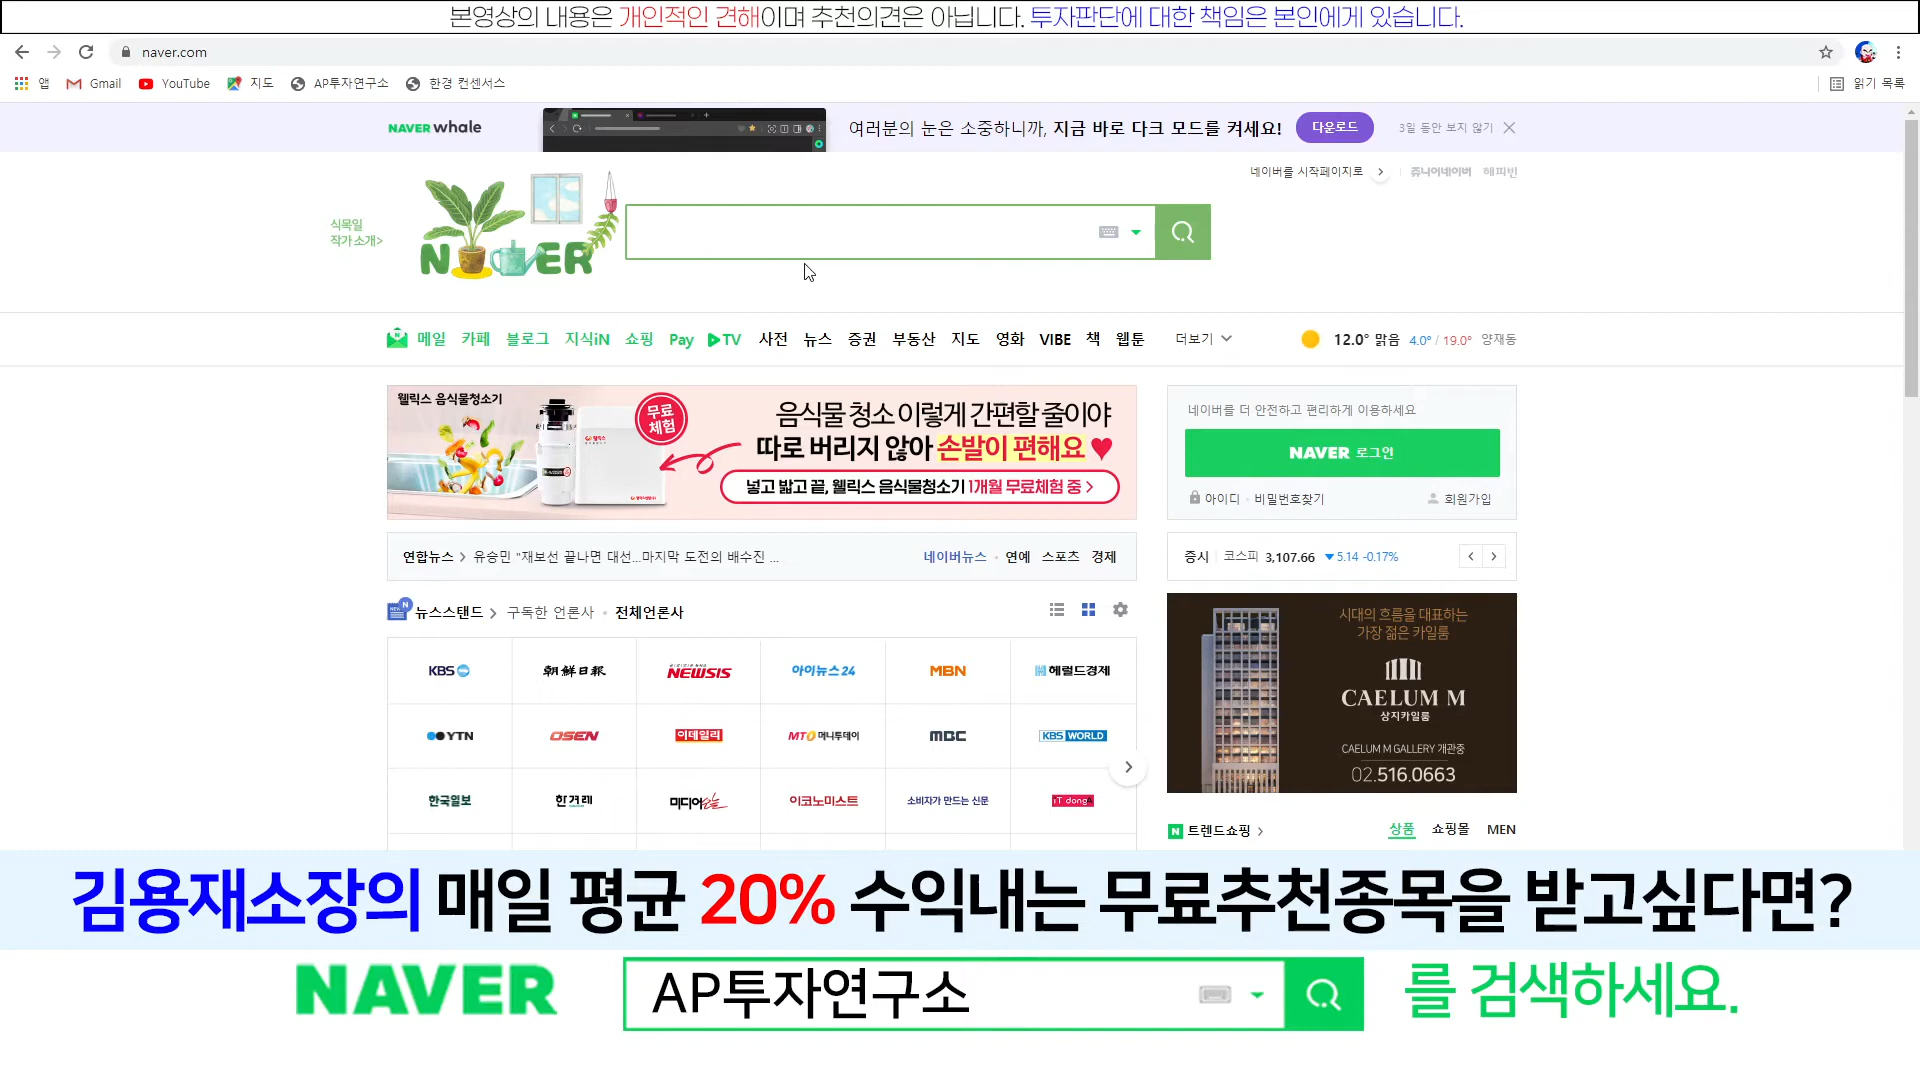 본영상의 내용은 개인적인 견해이며 추천의견은 아닙니다. 투자판단에 대한 책임은 본인에게 있습니다.
naver.com
앱 Gmail YouTube 지도 AP투자연구소 한경 컨센서스 읽기 목록
NAVER whale 여러분의 눈은 소중하니까, 지금 바로 다크 모드를 켜세요! 다운로드 3일 동안 보지 않기
네이버를 시작페이지로 쥬니어네이버 해피빈
식목일
작가 소개>
NAVER
메일 카페 블로그 지식iN 쇼핑 Pay TV 사전 뉴스 증권 부동산 지도 영화 VIBE 책 웹툰 더보기 12.0° 맑음 4.0° / 19.0° 양재동
웰릭스 음식물청소기
무료
체험
음식물 청소 이렇게 간편할 줄이야
따로 버리지 않아 손발이 편해요
넣고 밟고 끝, 웰릭스 음식물청소기 1개월 무료체험 중 >
네이버를 더 안전하고 편리하게 이용하세요
NAVER 로그인
아이디 · 비밀번호찾기 회원가입
연합뉴스 > 유승민 "재보선 끝나면 대선...마지막 도전의 배수진 ... 네이버뉴스 · 연예 스포츠 경제
증시 코스피 3,107.66 ▼5.14 -0.17%
뉴스스탠드 > 구독한 언론사 · 전체언론사
KBS 朝鮮日報 NEWSIS 아이뉴스24 MBN 헤럴드경제
YTN OSEN 이데일리 MT 머니투데이 MBC KBS WORLD
한국일보 한겨레 미디어오늘 이코노미스트 소비자가 만드는 신문 IT dongA
시대의 흐름을 대표하는
가장 젊은 카일룸
CAELUM M
상지카일룸
CAELUM M GALLERY 개관중
02.516.0663
트렌드쇼핑 > 상품 쇼핑몰 MEN
김용재소장의 매일 평균 20% 수익내는 무료추천종목을 받고싶다면?
NAVER AP투자연구소 를 검색하세요.